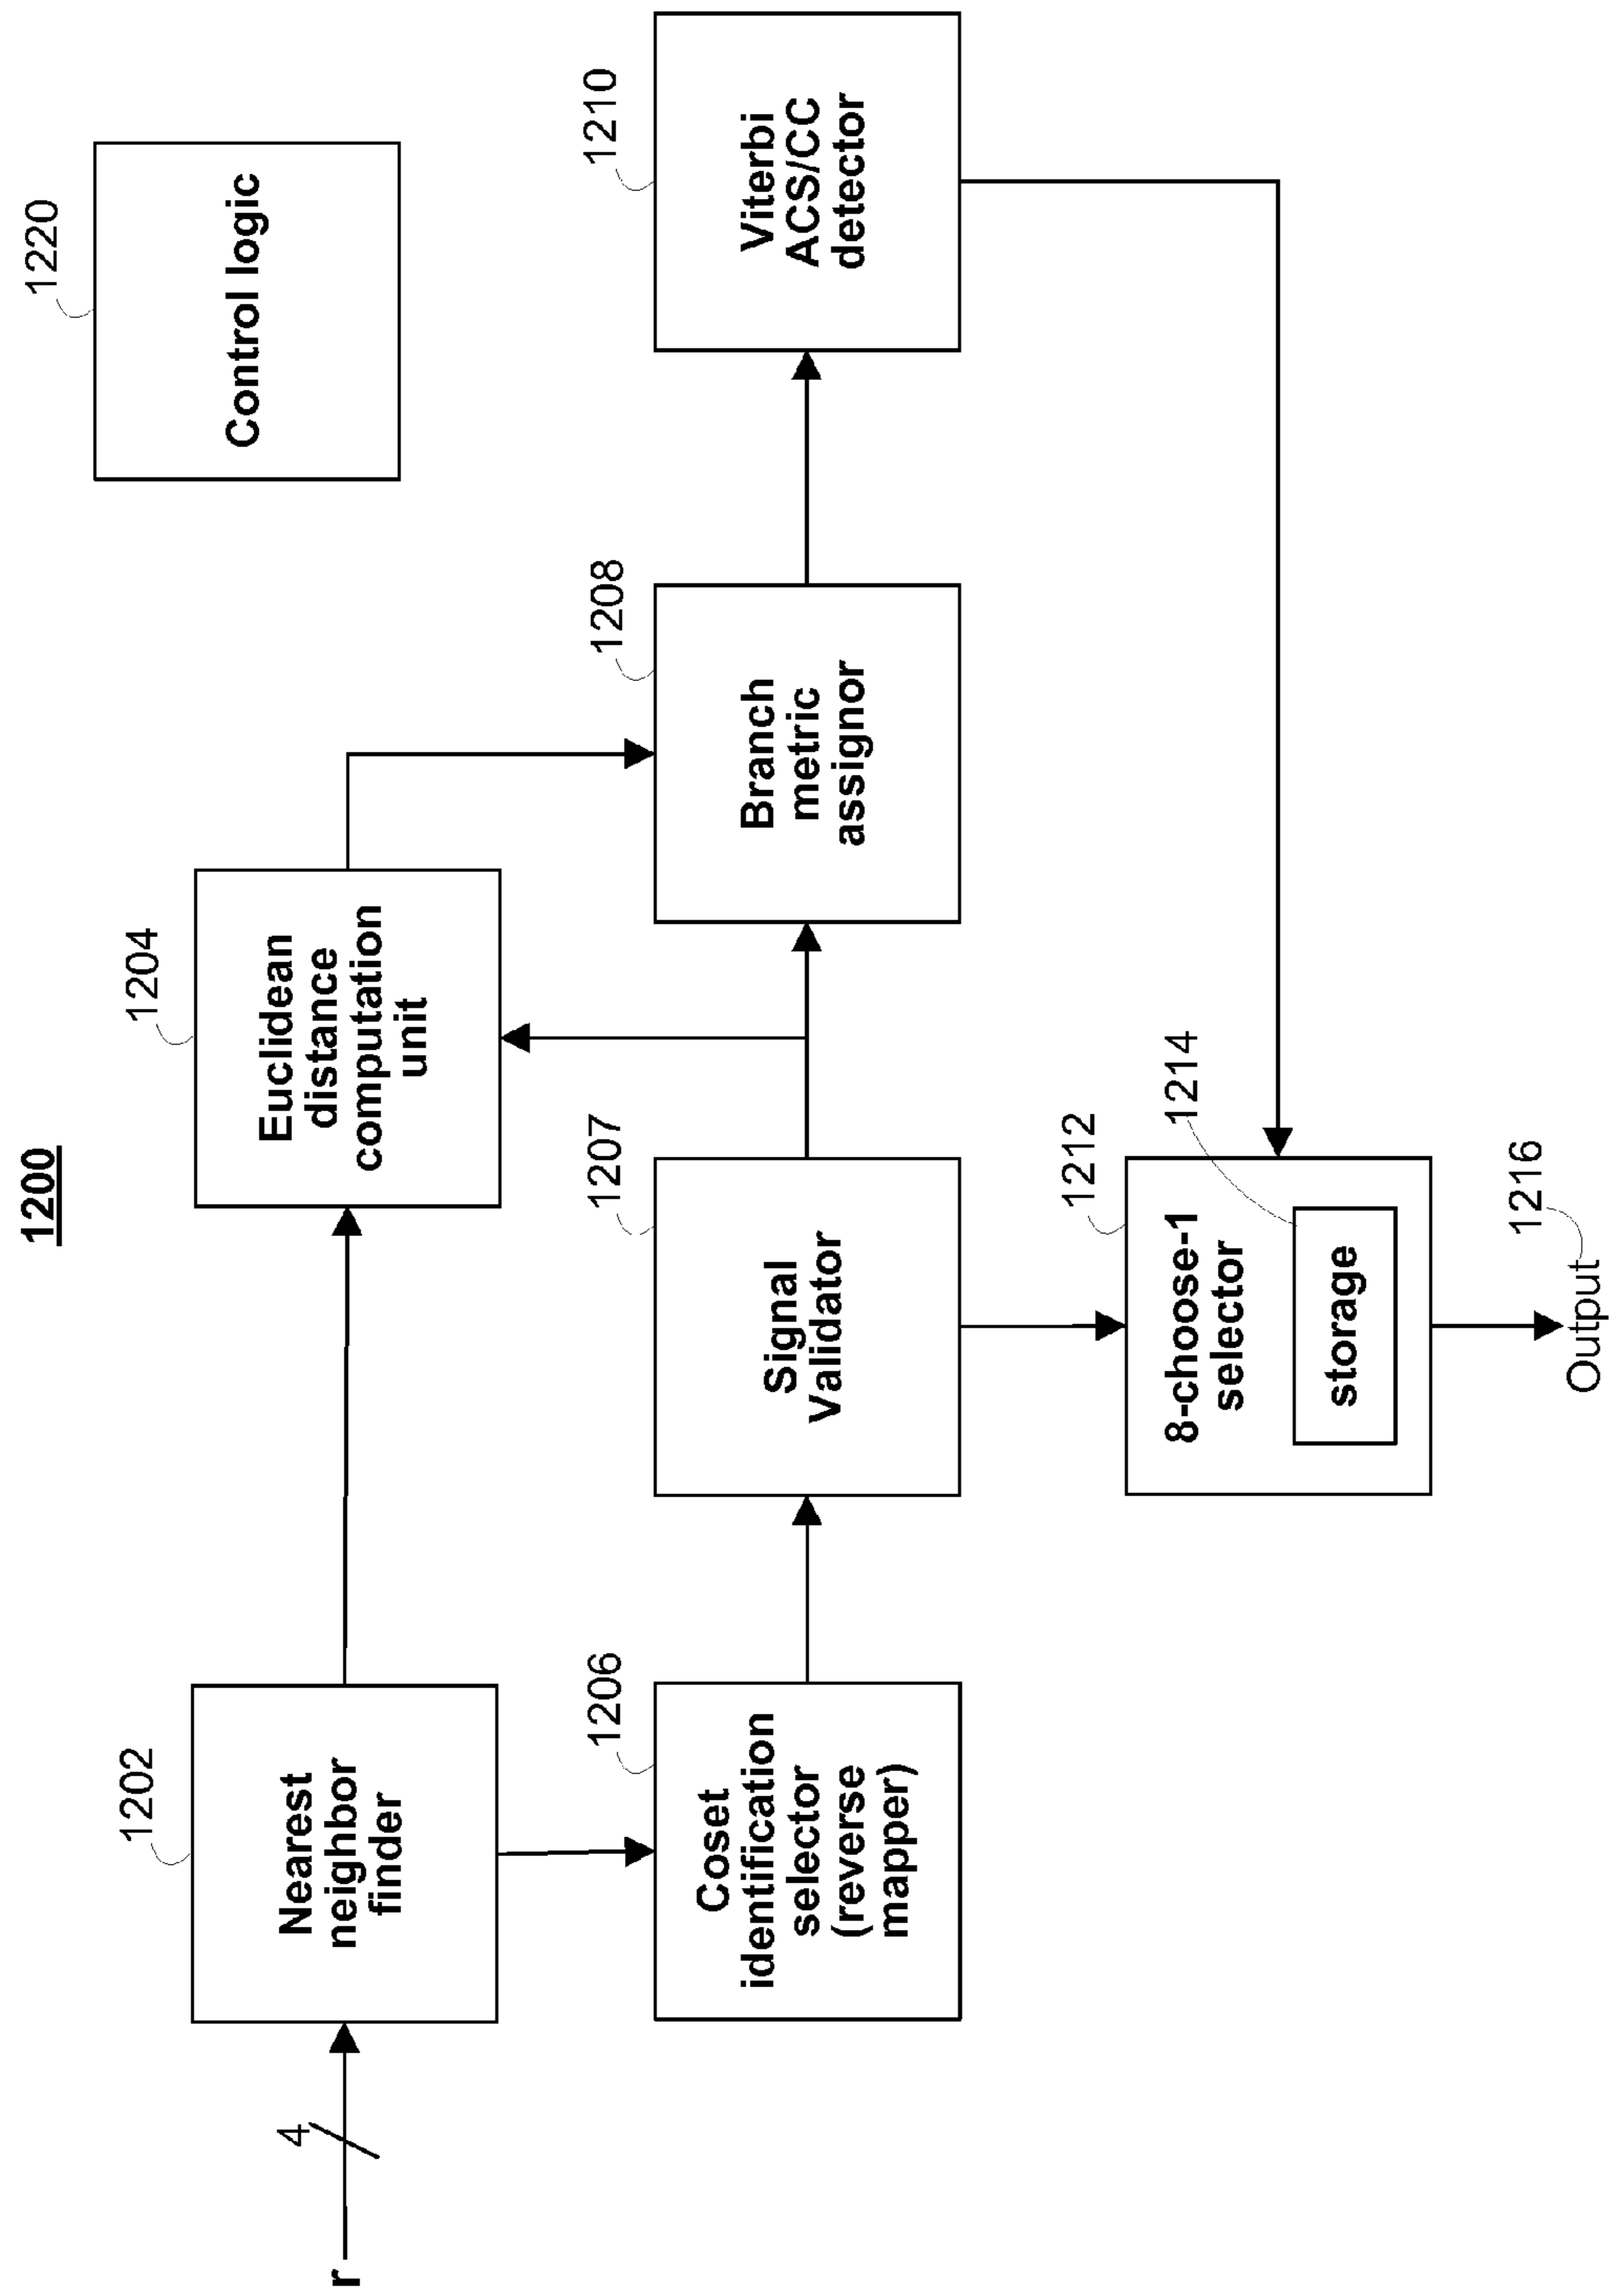 1200
1220
Control logic
1202
Nearest
neighbor
finder
r
4
1204
Euclidean
distance
computation
unit
1206
Coset
identification
selector
(reverse
mapper)
1207
Signal
Validator
1208
Branch
metric
assignor
1210
Viterbi
ACS/CC
detector
1212
8-choose-1
selector
1214
storage
1216
Output